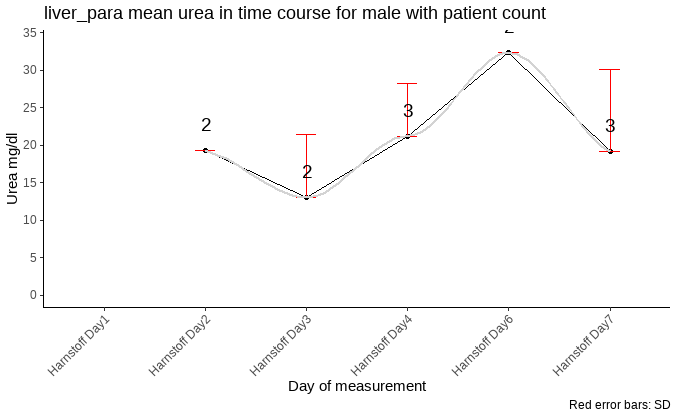 liver_para mean urea in time course for male with patient count
Urea mg/dl
35
30
25
20
15
10
5
0
2
2
3
2
3
Harnstoff Day1
Harnstoff Day2
Harnstoff Day3
Harnstoff Day4
Harnstoff Day6
Harnstoff Day7
Day of measurement
Red error bars: SD